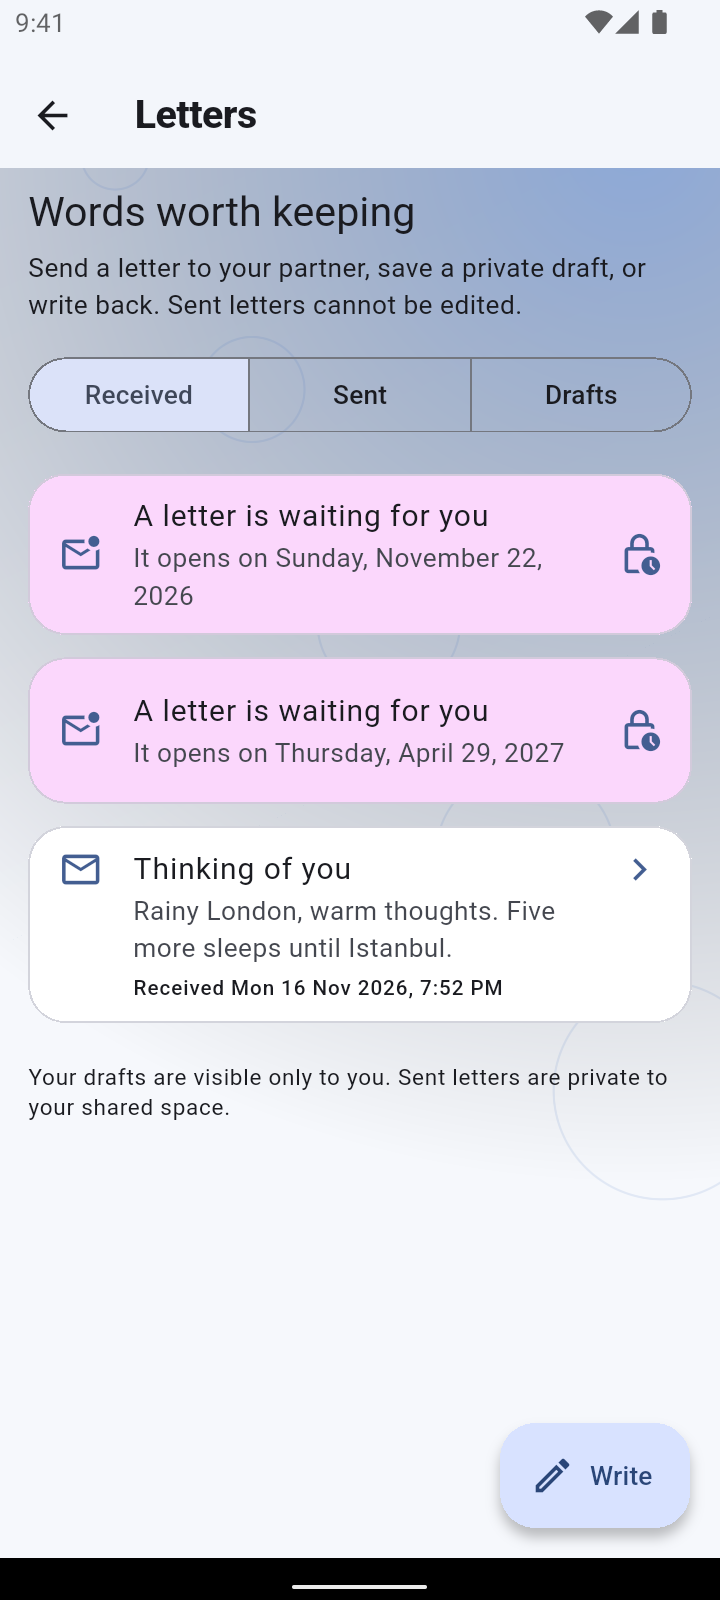 9:41
Letters
Words worth keeping
Send a letter to your partner, save a private draft, or
write back. Sent letters cannot be edited.
Received
Sent
Drafts
A letter is waiting for you
It opens on Sunday, November 22,
2026
A letter is waiting for you
It opens on Thursday, April 29, 2027
Thinking of you
Rainy London, warm thoughts. Five
more sleeps until Istanbul.
Received Mon 16 Nov 2026, 7:52 PM
Your drafts are visible only to you. Sent letters are private to
your shared space.
Write